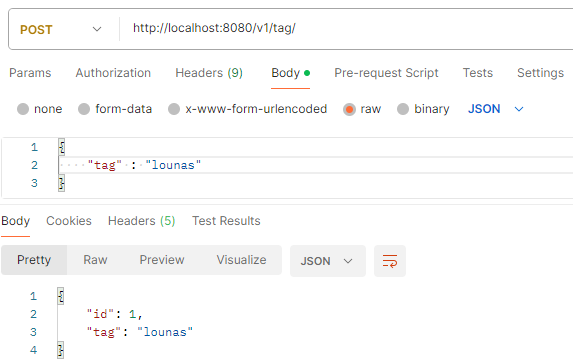 POST http://localhost:8080/v1/tag/
Params Authorization Headers (9) Body Pre-request Script Tests Settings
none form-data x-www-form-urlencoded raw binary JSON
1 {
2 "tag" : "lounas"
3 }
Body Cookies Headers (5) Test Results
Pretty Raw Preview Visualize JSON
1 {
2 "id": 1,
3 "tag": "lounas"
4 }